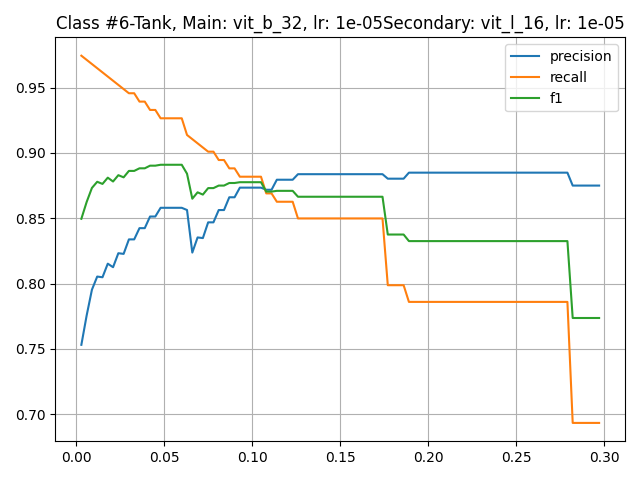 Class #6-Tank, Main: vit_b_32, lr: 1e-05Secondary: vit_l_16, lr: 1e-05
precision
recall
f1
0.95
0.90
0.85
0.80
0.75
0.70
0.00 0.05 0.10 0.15 0.20 0.25 0.30